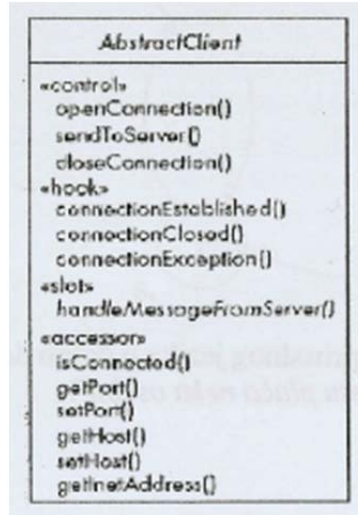 AbstractClient
«control»
openConnection()
sendToServer()
closeConnection()
«hook»
connectionEstablished()
connectionClosed()
connectionException()
«slot»
handleMessageFromServer()
«accessor»
isConnected()
getPort()
setPort()
getHost()
setHost()
getInetAddress()